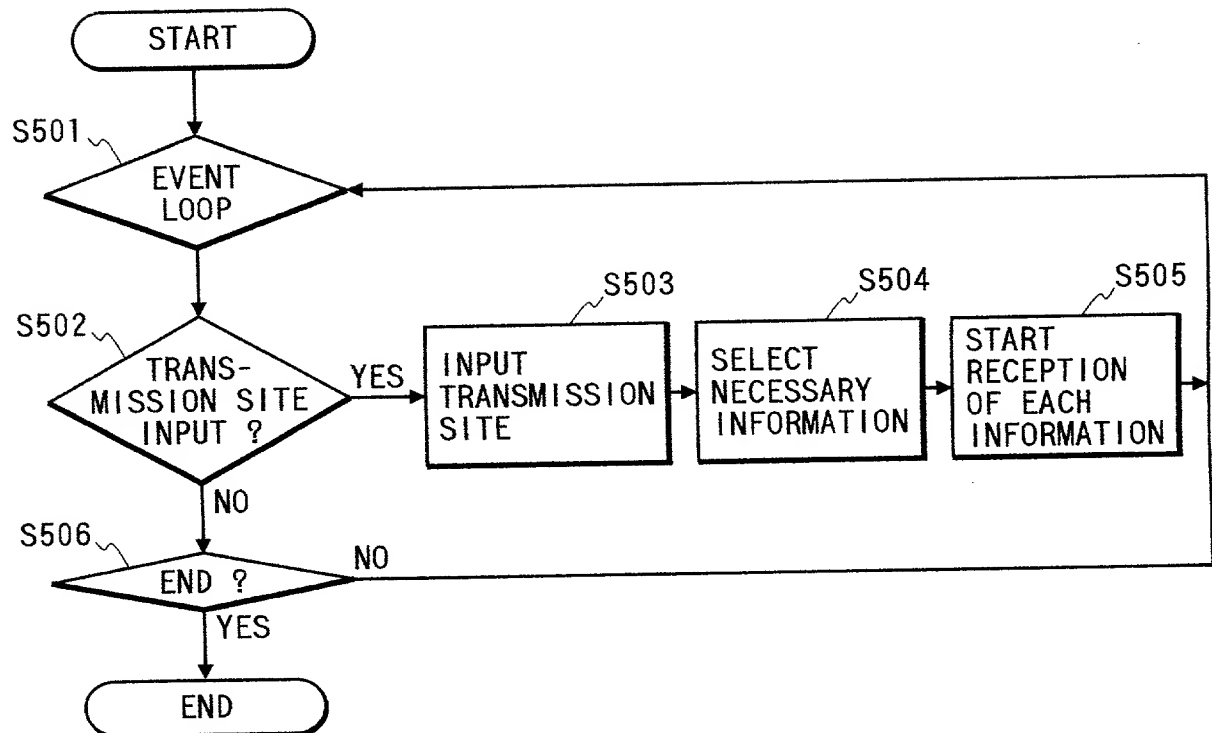 START
S501
EVENT
LOOP
S502
TRANS-
MISSION SITE
INPUT ?
YES
S503
INPUT
TRANSMISSION
SITE
S504
SELECT
NECESSARY
INFORMATION
S505
START
RECEPTION
OF EACH
INFORMATION
NO
S506
END ?
NO
YES
END